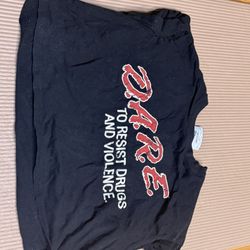 D.A.R.E.
TO RESIST DRUGS
AND VIOLENCE.